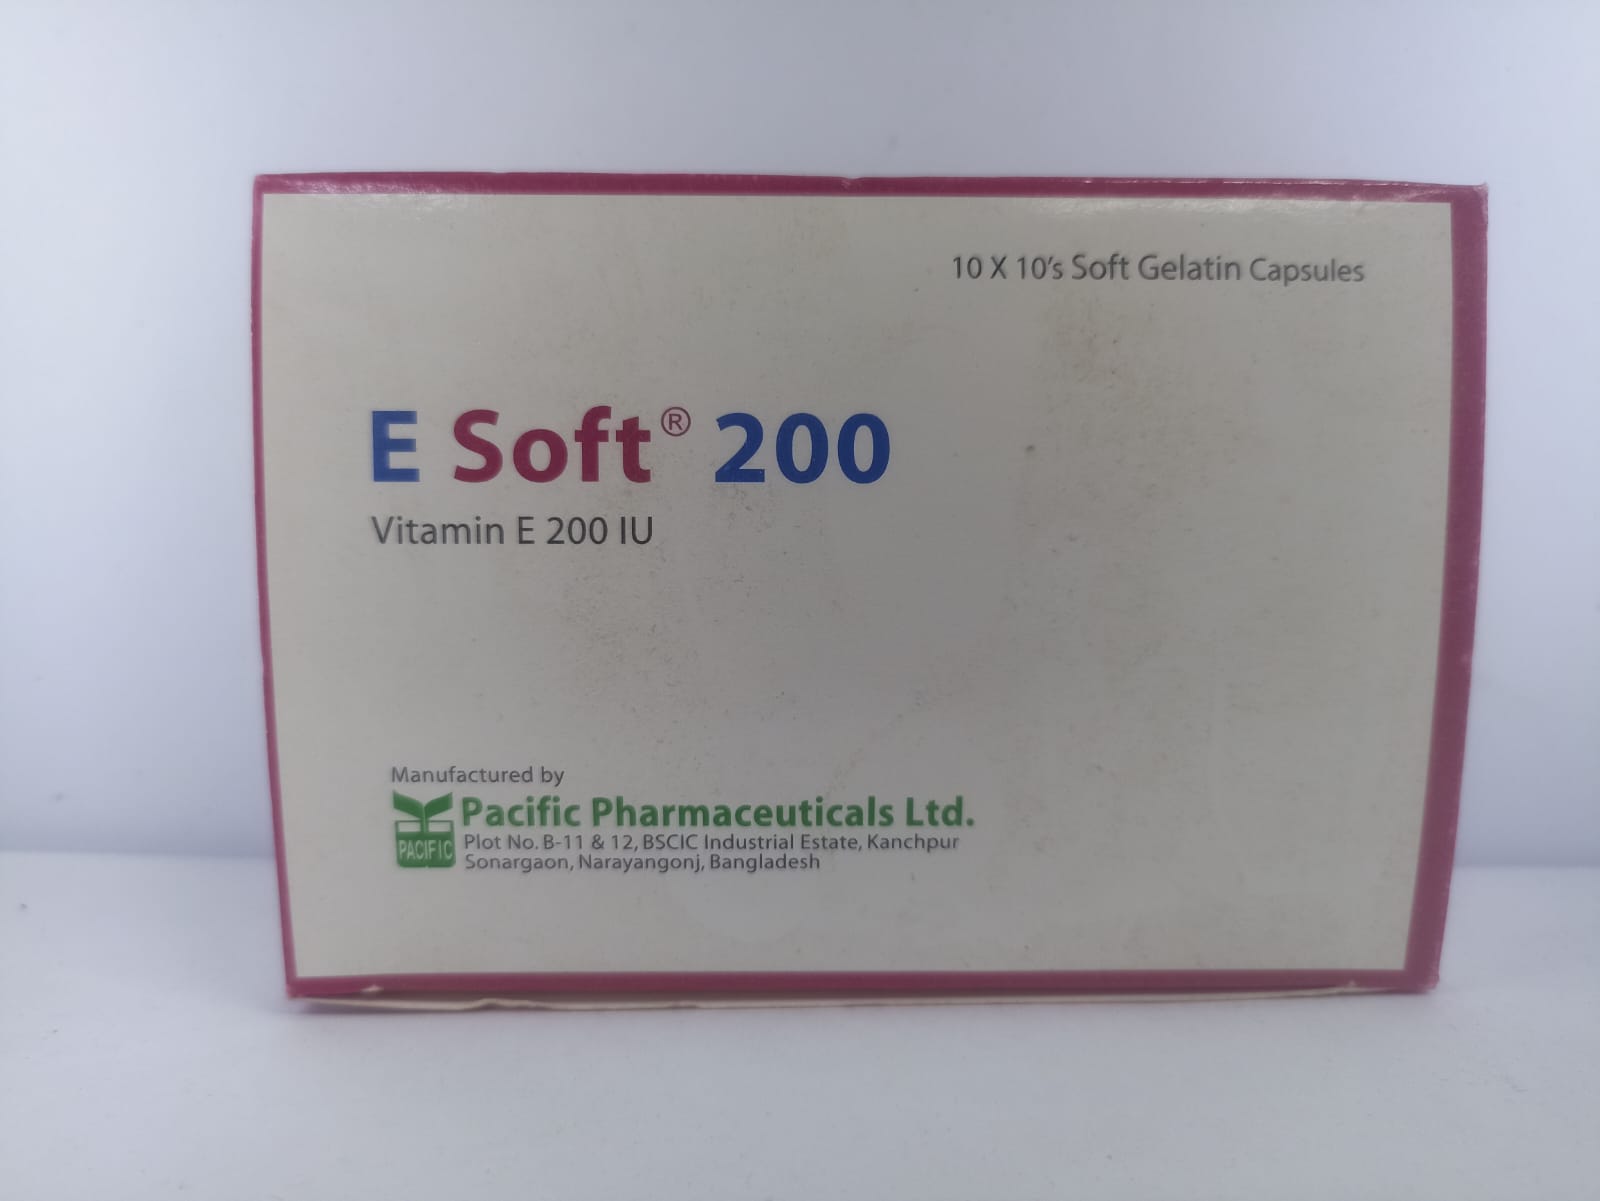 10 X 10's Soft Gelatin Capsules
E Soft® 200
Vitamin E 200 IU
Manufactured by
Pacific Pharmaceuticals Ltd.
PACIFIC
Plot No. B-11 & 12, BSCIC Industrial Estate, Kanchpur
Sonargaon, Narayangonj, Bangladesh